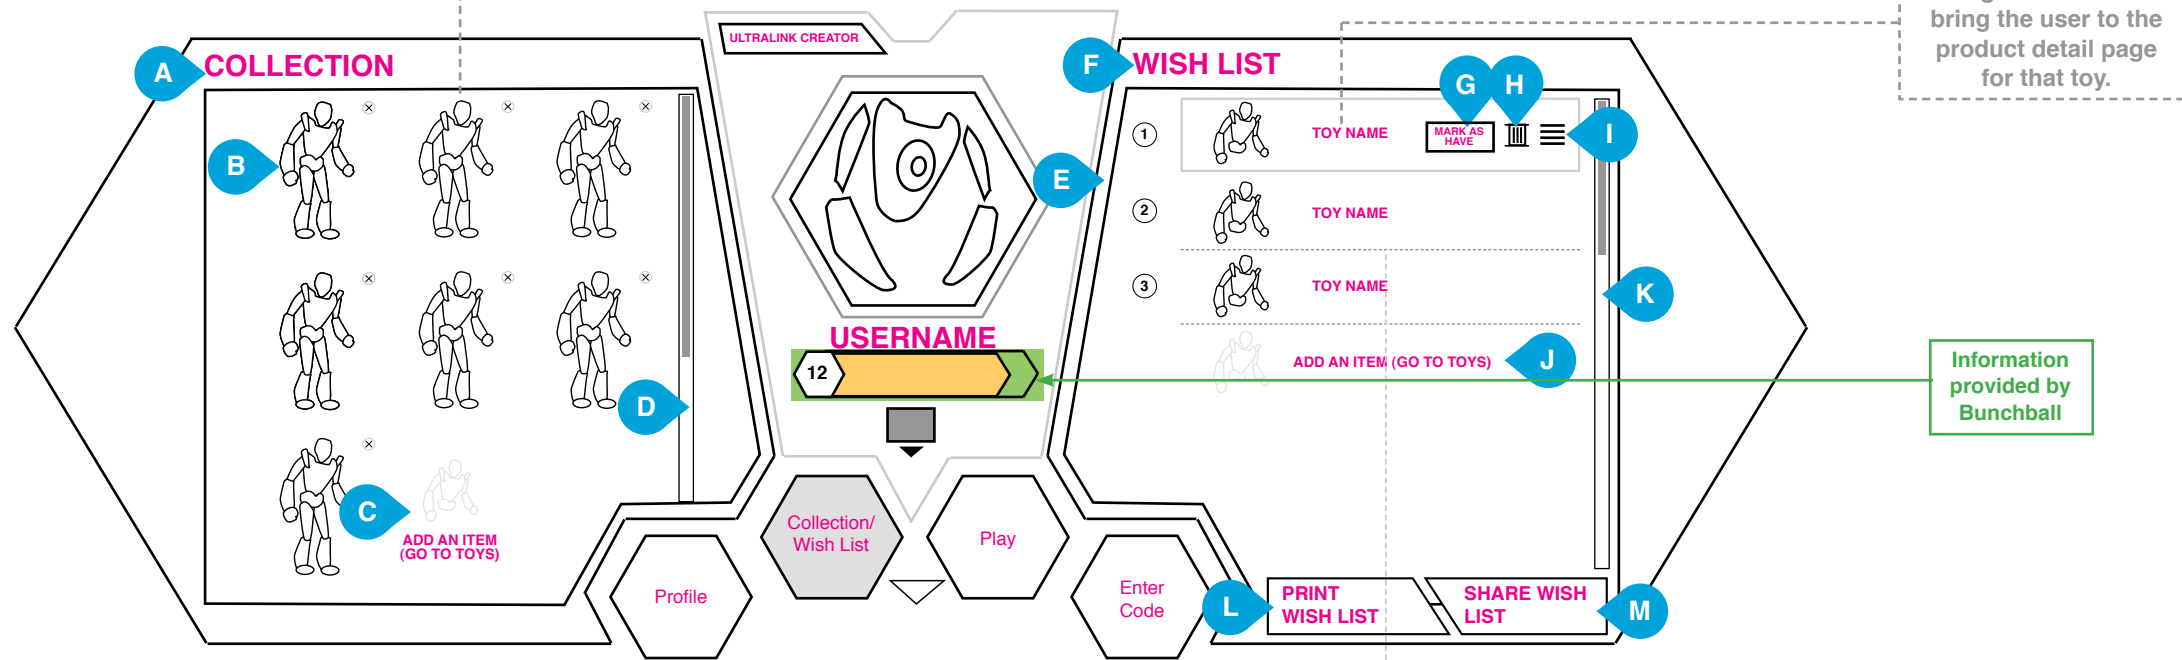 bring the user to the
product detail page
for that toy.
ULTRALINK CREATOR
A
COLLECTION
B
C
ADD AN ITEM
(GO TO TOYS)
D
USERNAME
12
Profile
Collection/
Wish List
Play
Enter
Code
E
F
WISH LIST
G
H
1
TOY NAME
MARK AS
HAVE
I
2
TOY NAME
3
TOY NAME
K
ADD AN ITEM (GO TO TOYS)
J
L
PRINT
WISH LIST
SHARE WISH
LIST
M
Information
provided by
Bunchball